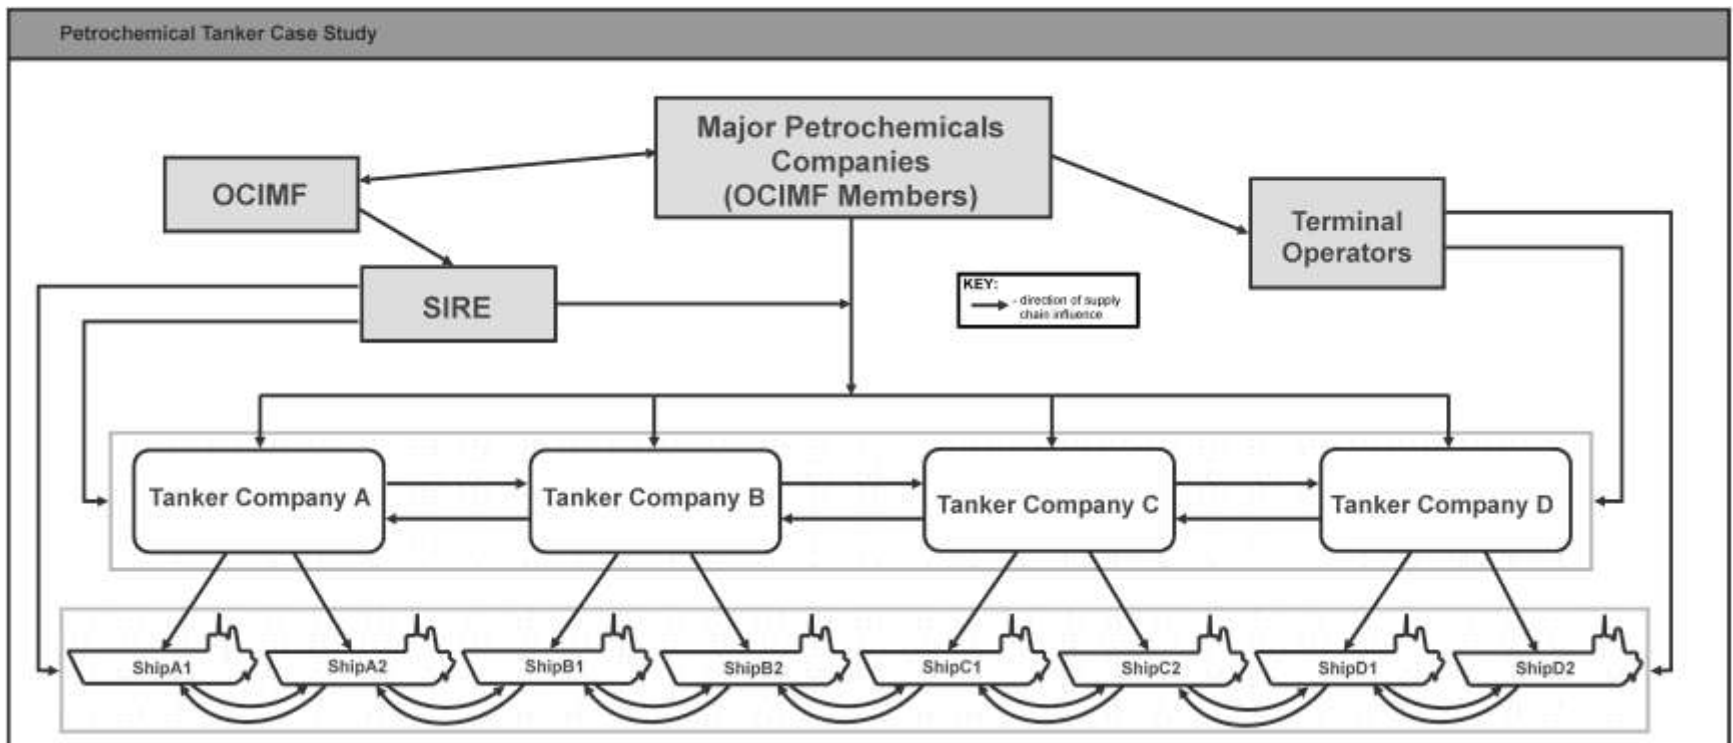 Petrochemical Tanker Case Study
Major Petrochemicals
Companies
(OCIMF Members)
OCIMF
Terminal
Operators
SIRE
KEY:
- direction of supply
chain influence
Tanker Company A
Tanker Company B
Tanker Company C
Tanker Company D
ShipA1
ShipA2
ShipB1
ShipB2
ShipC1
ShipC2
ShipD1
ShipD2